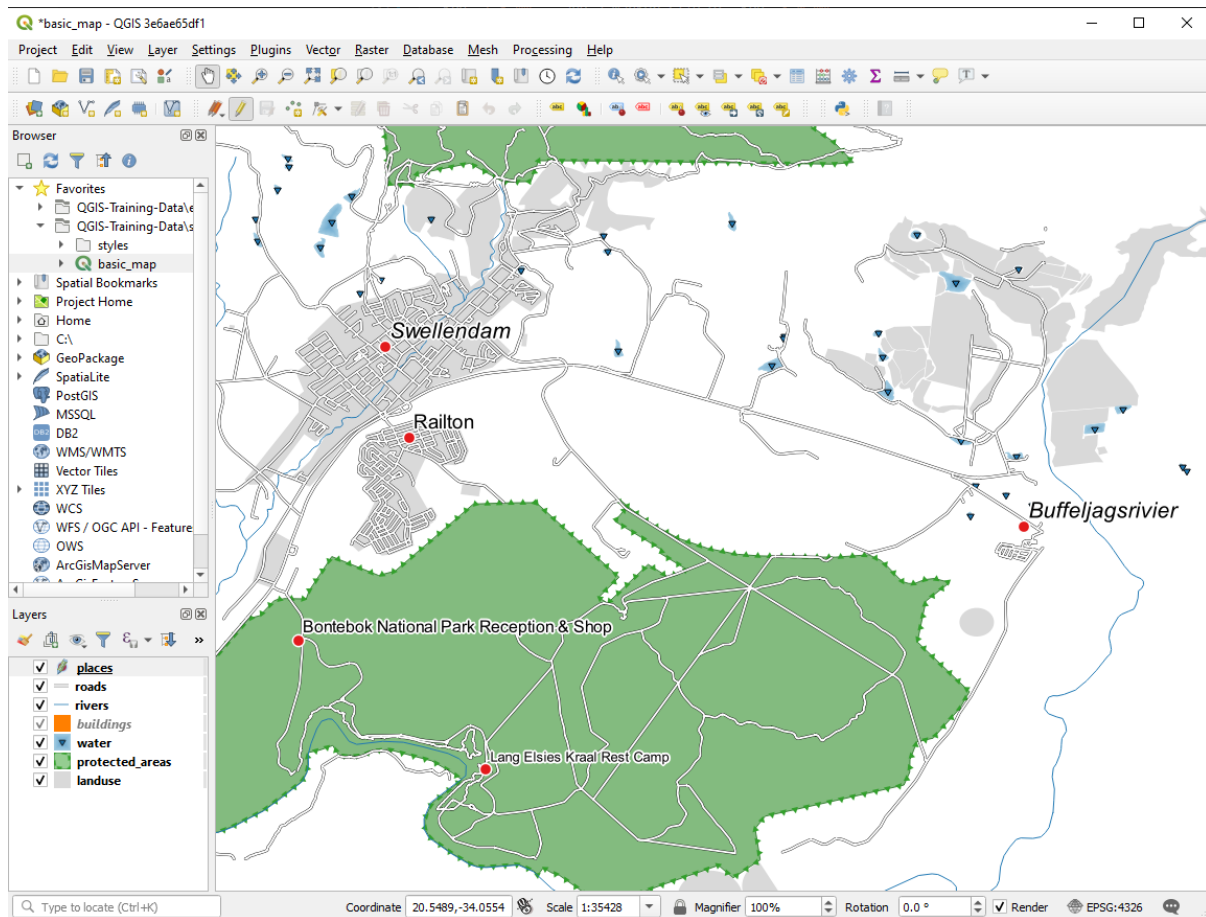 *basic_map - QGIS 3e6ae65df1
Project Edit View Layer Settings Plugins Vector Raster Database Mesh Processing Help
Browser
Favorites
QGIS-Training-Data\e
QGIS-Training-Data\s
styles
basic_map
Spatial Bookmarks
Project Home
Home
C:\
GeoPackage
SpatiaLite
PostGIS
MSSQL
DB2
WMS/WMTS
Vector Tiles
XYZ Tiles
WCS
WFS / OGC API - Feature
OWS
ArcGisMapServer
Layers
places
roads
rivers
buildings
water
protected_areas
landuse
Swellendam
Railton
Buffeljagsrivier
Bontebok National Park Reception & Shop
Lang Elsies Kraal Rest Camp
Type to locate (Ctrl+K)
Coordinate 20.5489,-34.0554 Scale 1:35428 Magnifier 100% Rotation 0.0 ° Render EPSG:4326